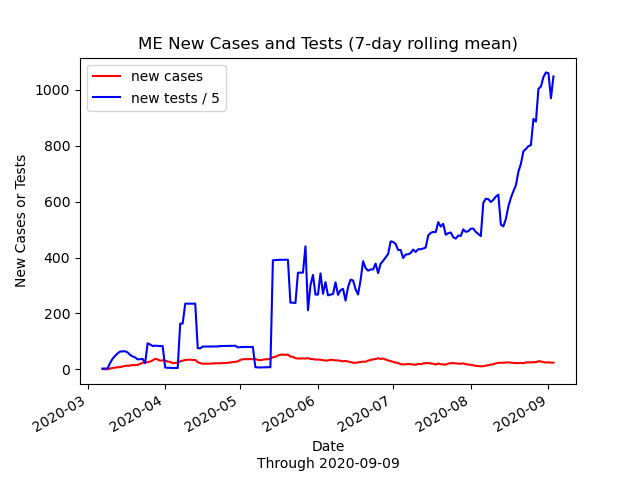 ME New Cases and Tests (7-day rolling mean)
new cases
new tests / 5
New Cases or Tests
1000
800
600
400
200
0
2020-03
2020-04
2020-05
2020-06
2020-07
2020-08
2020-09
Date
Through 2020-09-09